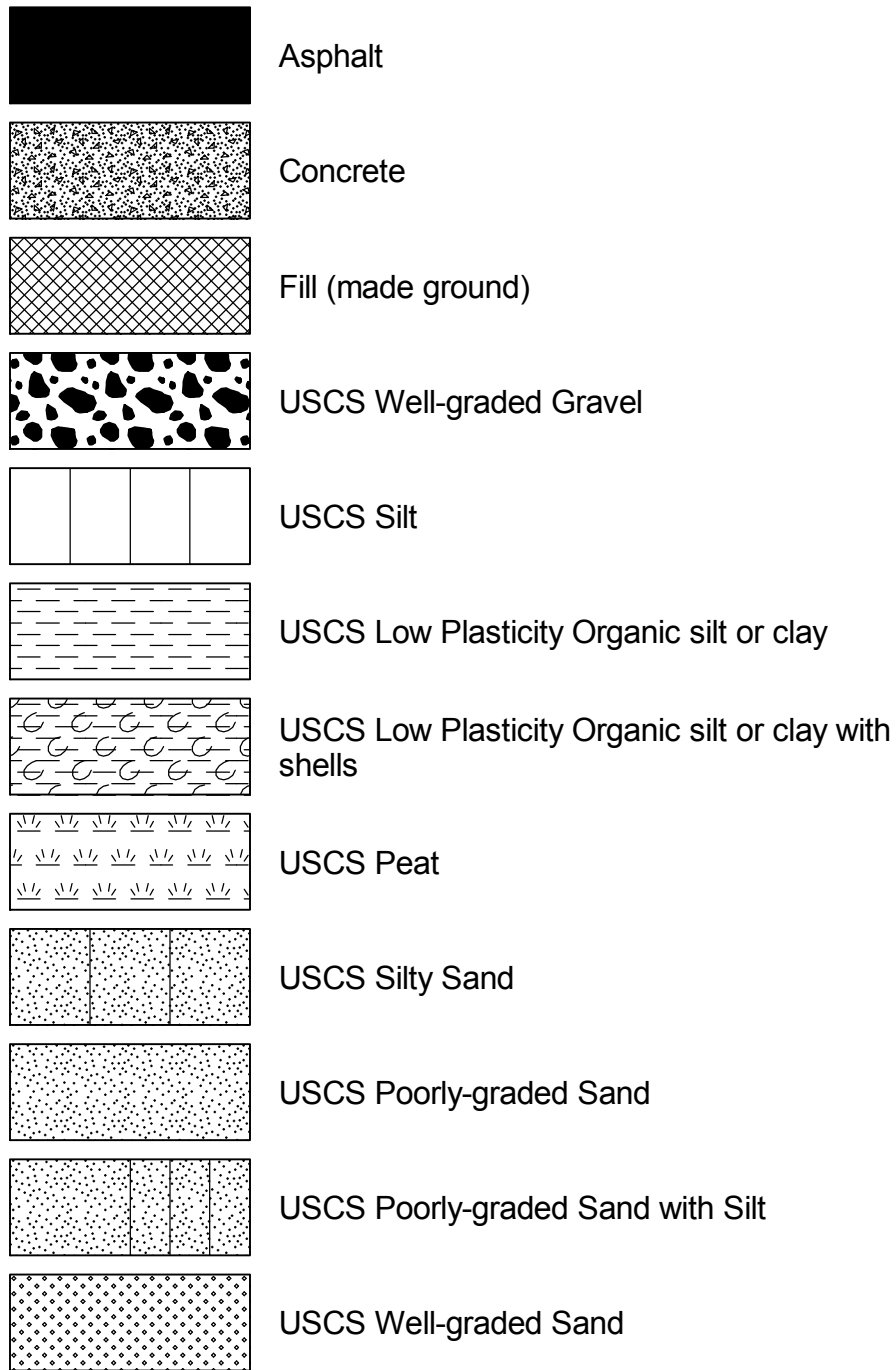 Asphalt
Concrete
Fill (made ground)
USCS Well-graded Gravel
USCS Silt
USCS Low Plasticity Organic silt or clay
USCS Low Plasticity Organic silt or clay with
shells
USCS Peat
USCS Silty Sand
USCS Poorly-graded Sand
USCS Poorly-graded Sand with Silt
USCS Well-graded Sand